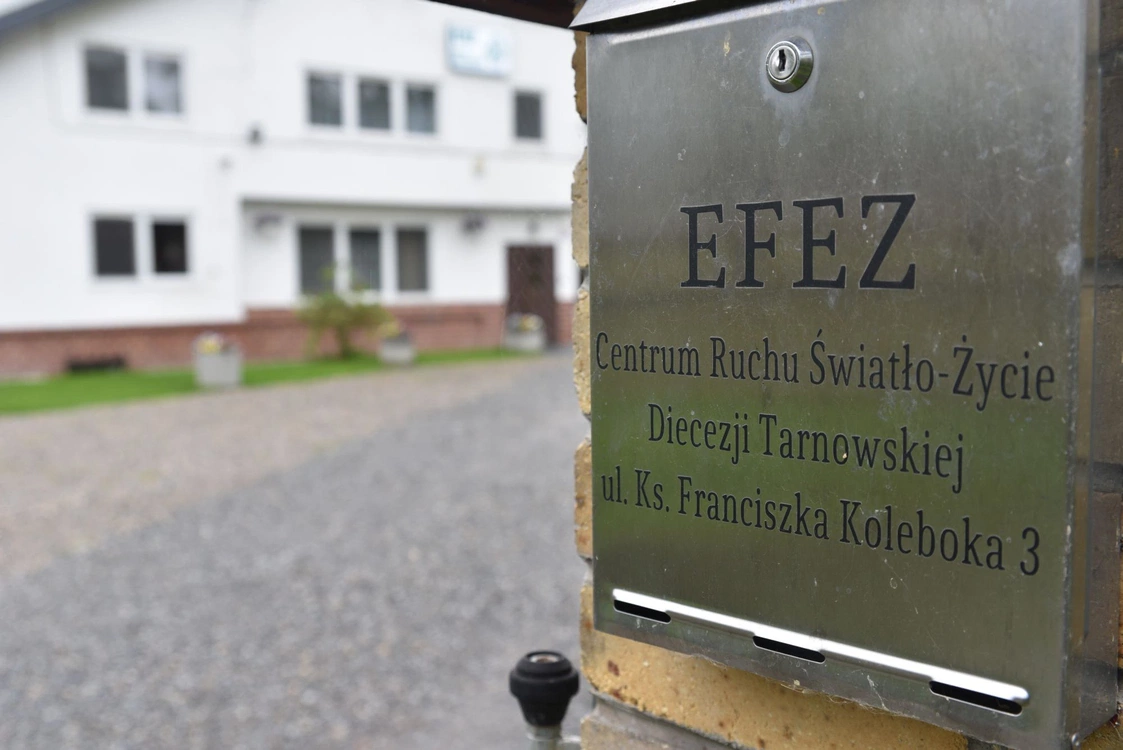 EFEZ
Centrum Ruchu Światło-Życie
Diecezji Tarnowskiej
ul. Ks. Franciszka Koleboka 3